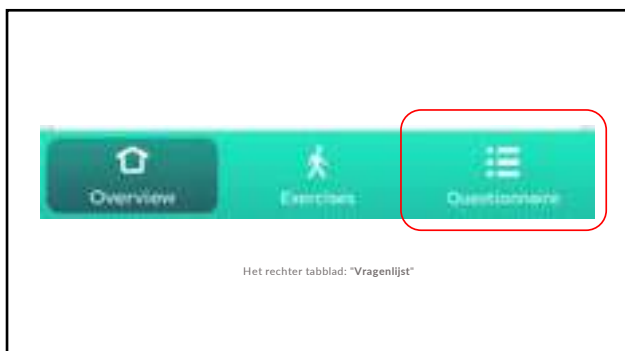 Overview
Exercises
Questionnaire
Het rechter tabblad: "Vragenlijst"